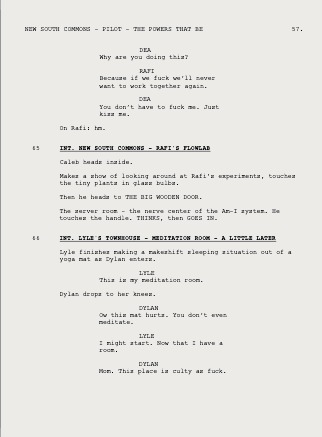 NEW SOUTH COMMONS - PILOT - THE POWERS THAT BE 57.
DEA
Why are you doing this?
RAFI
Because if we fuck we'll never
want to work together again.
DEA
You don't have to fuck me. Just
kiss me.
On Rafi: hm.
65 INT. NEW SOUTH COMMONS - RAFI'S FLOWLAB
Caleb heads inside.
Makes a show of looking around at Rafi's experiments, touches
the tiny plants in glass bulbs.
Then he heads to THE BIG WOODEN DOOR.
The server room - the nerve center of the Am-I system. He
touches the handle. THINKS, then GOES IN.
66 INT. LYLE'S TOWNHOUSE - MEDITATION ROOM - A LITTLE LATER
Lyle finishes making a makeshift sleeping situation out of a
yoga mat as Dylan enters.
LYLE
This is my meditation room.
Dylan drops to her knees.
DYLAN
Ow this mat hurts. You don't even
meditate.
LYLE
I might start. Now that I have a
room.
DYLAN
Mom. This place is culty as fuck.